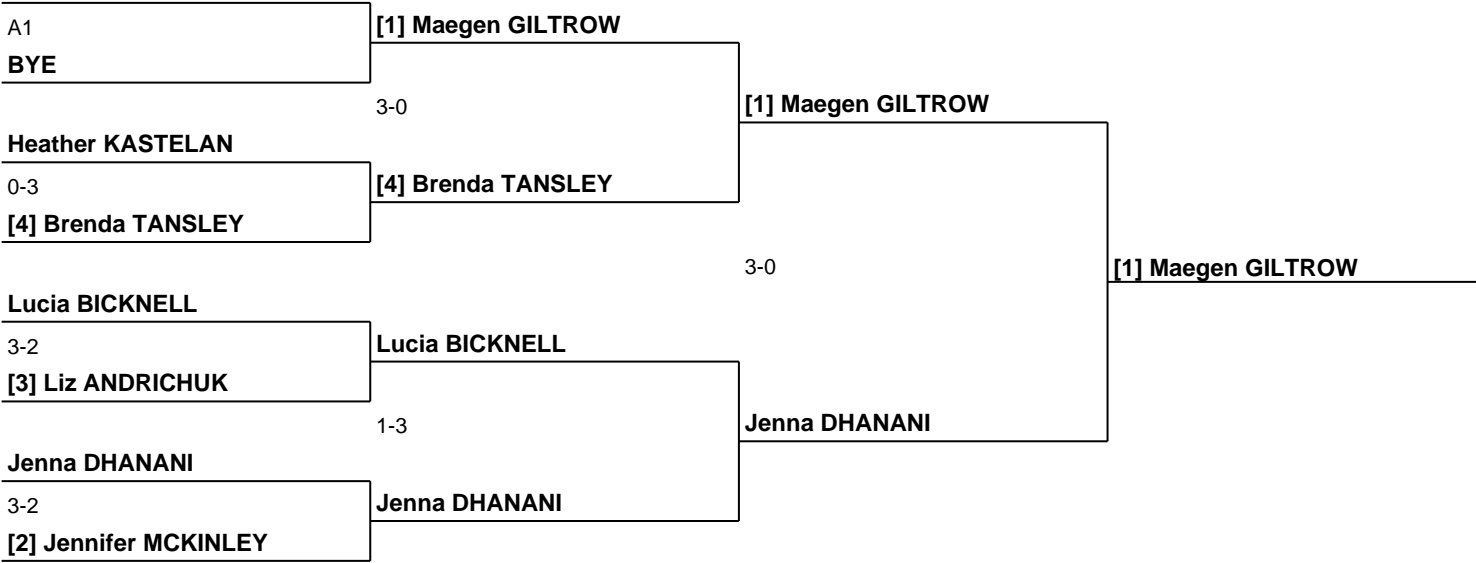 A1
BYE
Heather KASTELAN
0-3
[4] Brenda TANSLEY
Lucia BICKNELL
3-2
[3] Liz ANDRICHUK
Jenna DHANANI
3-2
[2] Jennifer MCKINLEY
[1] Maegen GILTROW
3-0
[4] Brenda TANSLEY
Lucia BICKNELL
1-3
Jenna DHANANI
[1] Maegen GILTROW
3-0
Jenna DHANANI
[1] Maegen GILTROW